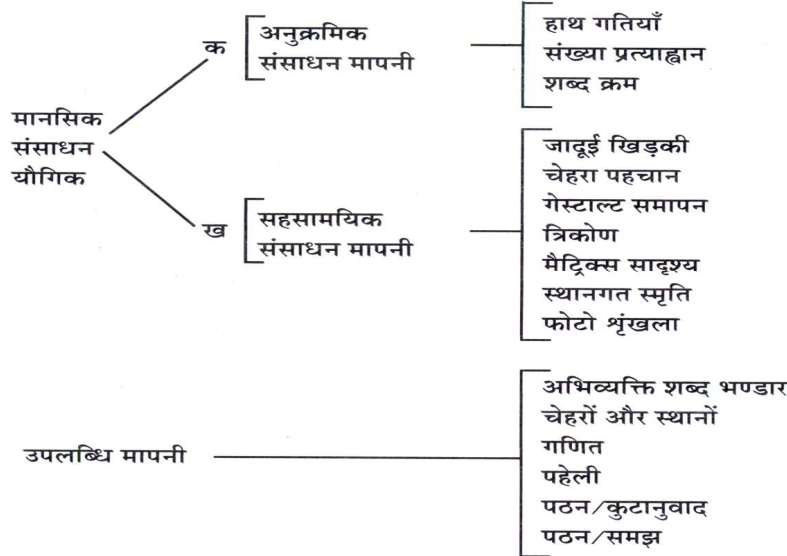 मानसिक
संसाधन
यौगिक
क
अनुक्रमिक
संसाधन मापनी
हाथ गतियाँ
संख्या प्रत्याह्वान
शब्द क्रम
ख
सहसामयिक
संसाधन मापनी
जादूई खिड़की
चेहरा पहचान
गेस्टाल्ट समापन
त्रिकोण
मैट्रिक्स सादृश्य
स्थानगत स्मृति
फोटो शृंखला
उपलब्धि मापनी
अभिव्यक्ति शब्द भण्डार
चेहरों और स्थानों
गणित
पहेली
पठन/कुटानुवाद
पठन/समझ